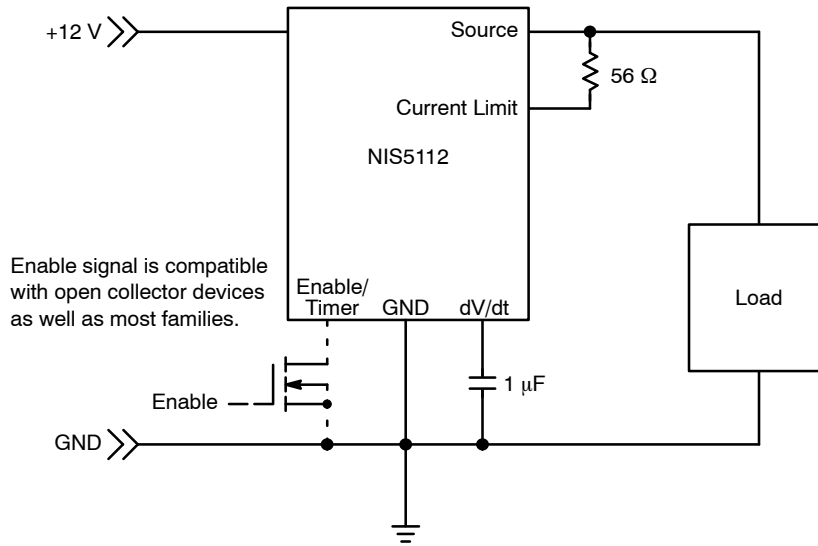 +12 V
Source
56 Ω
Current Limit
NIS5112
Enable signal is compatible
with open collector devices
as well as most families.
Enable/
Timer
GND
dV/dt
Load
1 μF
Enable
GND